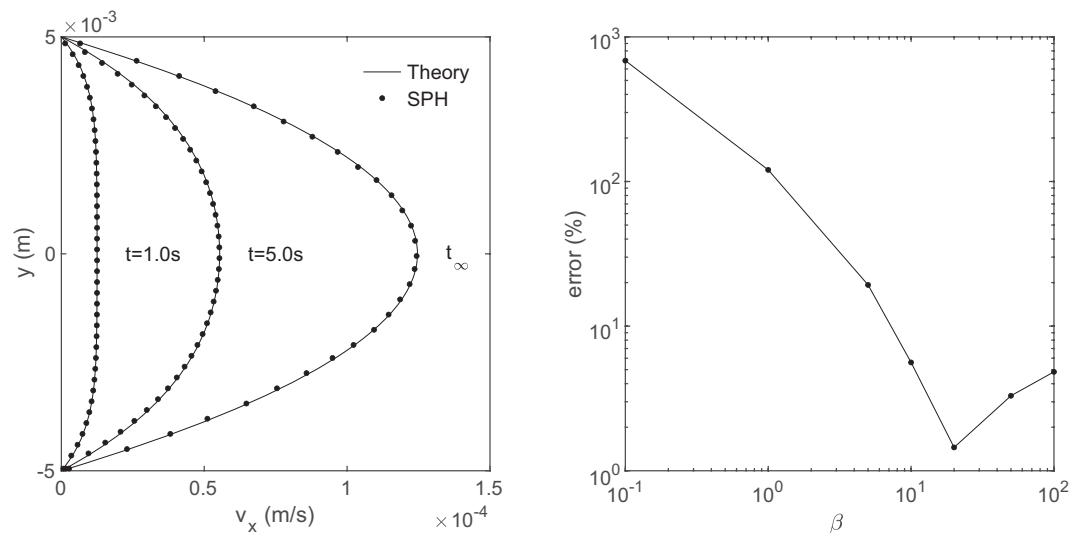 × 10⁻³
5
0
-5
y (m)
Theory
SPH
t=1.0s
t=5.0s
t∞
0
0.5
1
1.5
vₓ (m/s)
× 10⁻⁴
10³
10²
10¹
10⁰
error (%)
10⁻¹
10⁰
10¹
10²
β